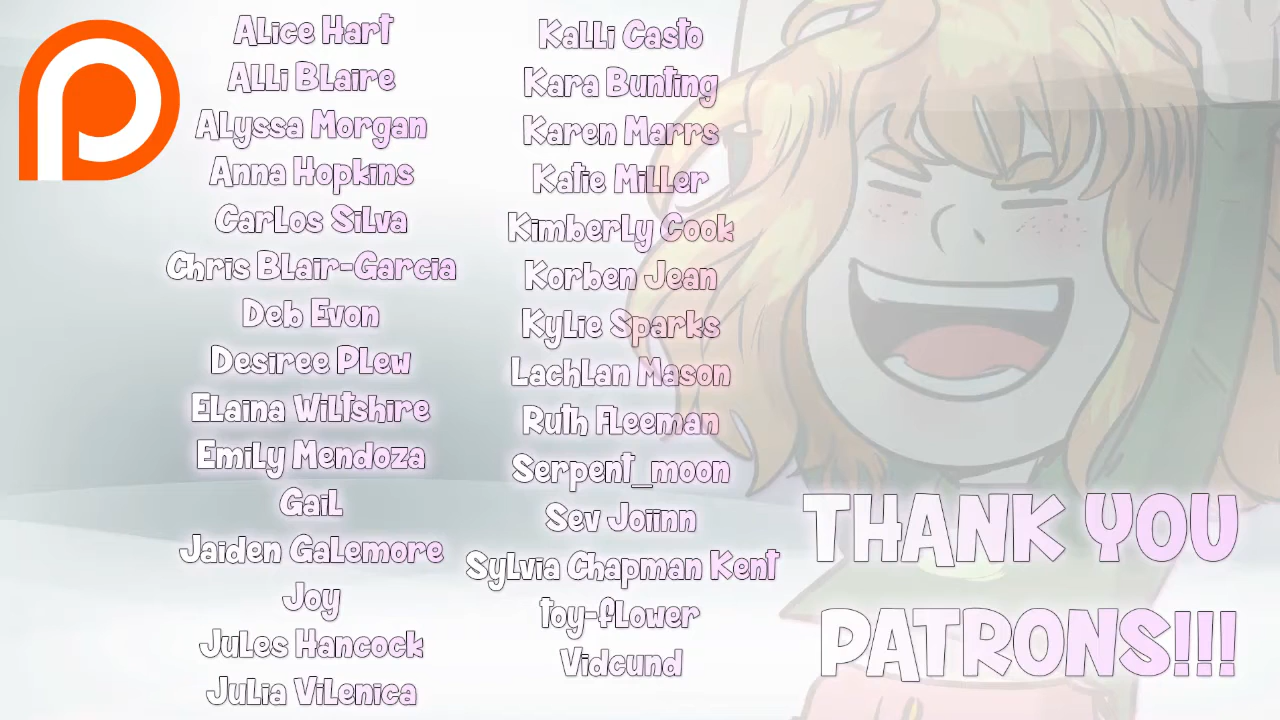 Alice Hart
Alli Blaire
Alyssa Morgan
Anna Hopkins
Carlos Silva
Chris Blair-Garcia
Deb Evon
Desiree Plew
Elaina Wiltshire
Emily Mendoza
Gail
Jaiden Galemore
Joy
Jules Hancock
Julia Vilenica
Kalli Casto
Kara Bunting
Karen Marrs
Katie Miller
Kimberly Cook
Korben Jean
Kylie Sparks
Lachlan Mason
Ruth Fleeman
Serpent_moon
Sev Joiinn
Sylvia Chapman Kent
toy-flower
Vidcund
THANK YOU
PATRONS!!!